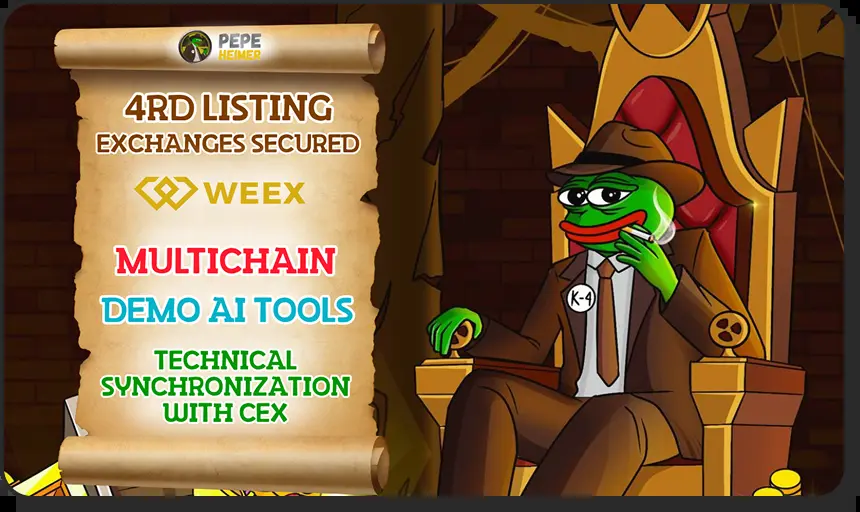 PEPE
HEIMER
4RD LISTING
EXCHANGES SECURED
WEEX
MULTICHAIN
DEMO AI TOOLS
TECHNICAL
SYNCHRONIZATION
WITH CEX
K-4